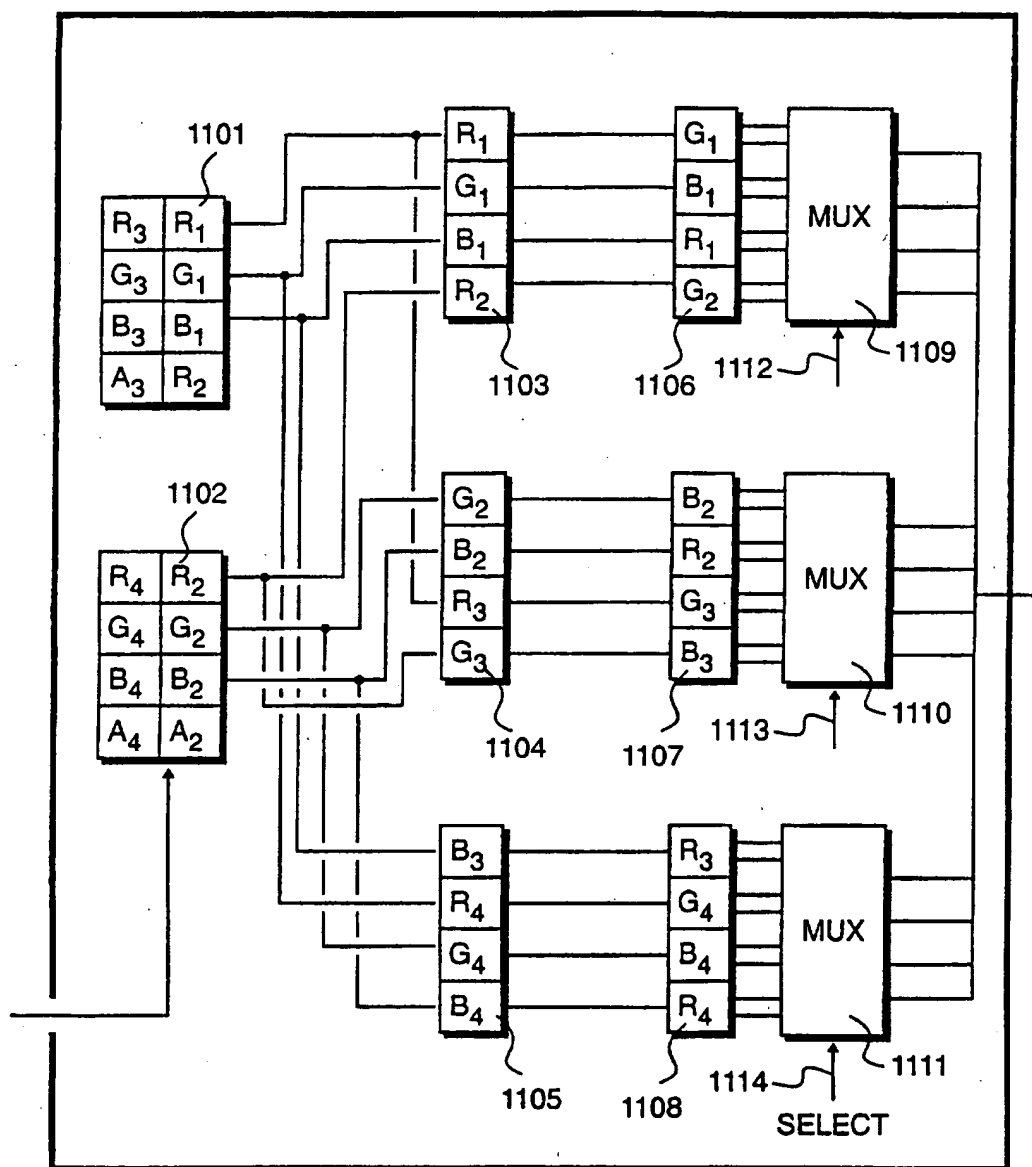 1101
R3 R1
G3 G1
B3 B1
A3 R2
1102
R4 R2
G4 G2
B4 B2
A4 A2
R1
G1
B1
R2
1103
G1
B1
R1
G2
1106
MUX
1109
1112
G2
B2
R3
G3
1104
B2
R2
G3
B3
1107
MUX
1110
1113
B3
R4
G4
B4
1105
R3
G4
B4
R4
1108
MUX
1111
1114
SELECT